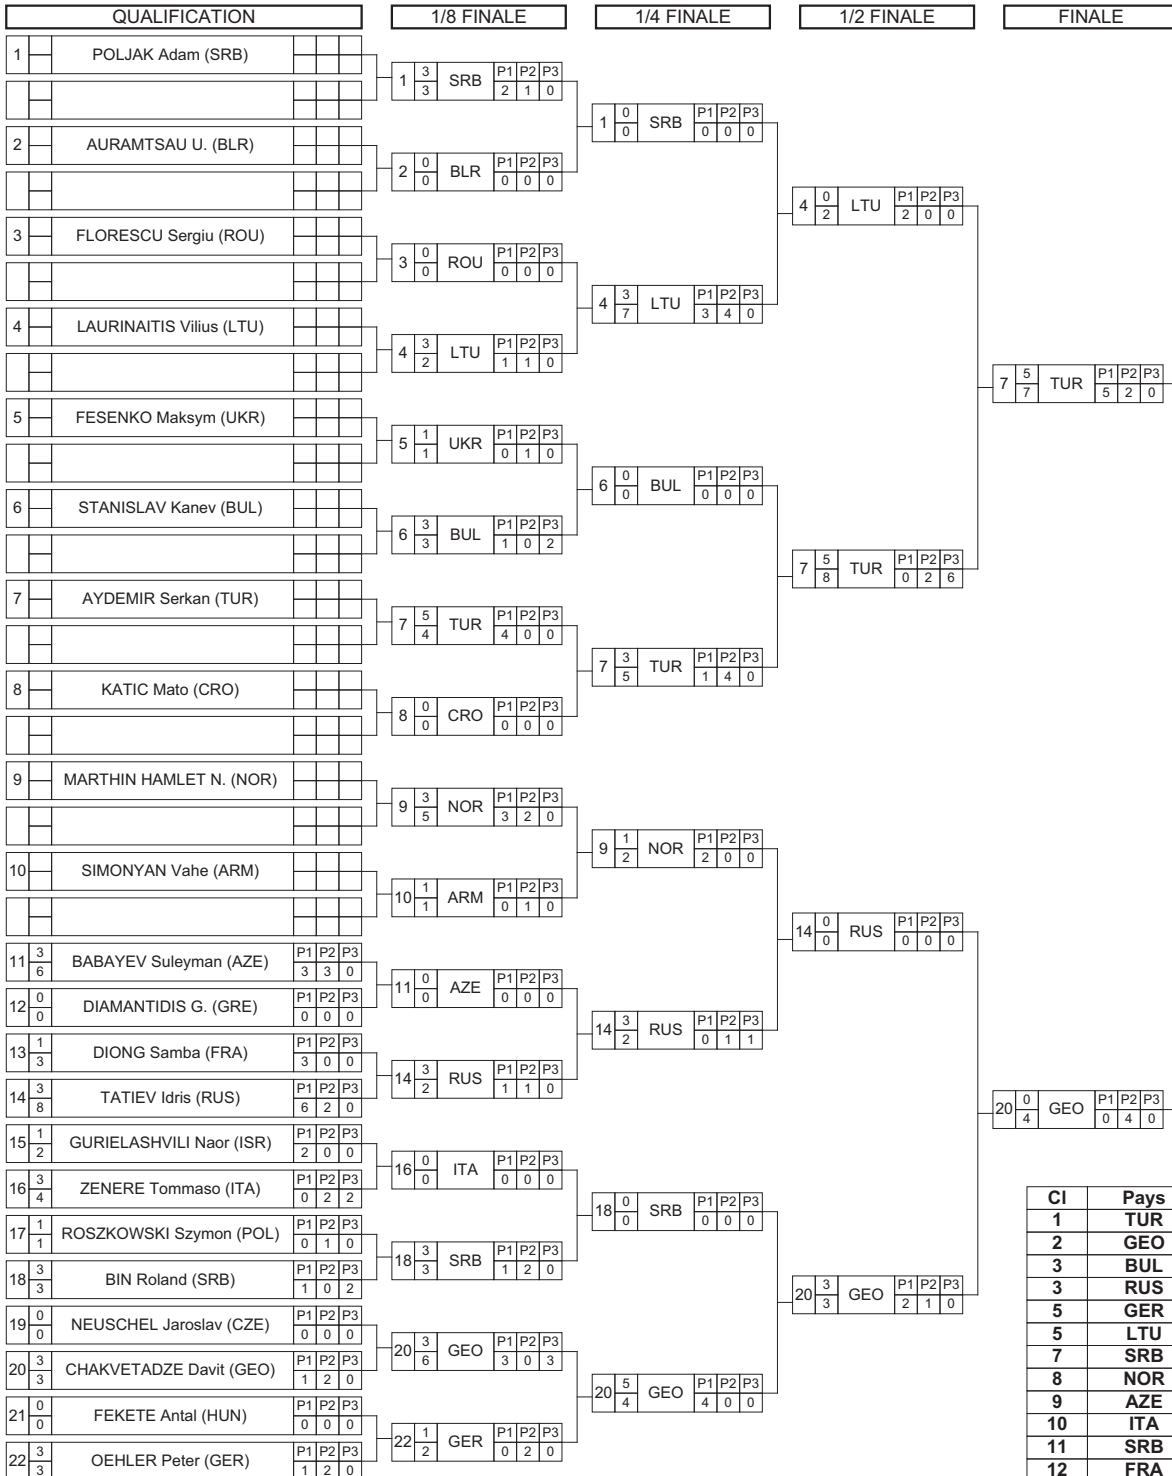 QUALIFICATION
1/8 FINALE
1/4 FINALE
1/2 FINALE
FINALE
1 POLJAK Adam (SRB)
2 AURAMTSAU U. (BLR)
3 FLORESCU Sergiu (ROU)
4 LAURINAITIS Vilius (LTU)
5 FESENKO Maksym (UKR)
6 STANISLAV Kanev (BUL)
7 AYDEMIR Serkan (TUR)
8 KATIC Mato (CRO)
9 MARTHIN HAMLET N. (NOR)
10 SIMONYAN Vahe (ARM)
11 3 BABAYEV Suleyman (AZE) P1 P2 P3
6 3 3 0
12 0 DIAMANTIDIS G. (GRE) P1 P2 P3
0 0 0 0
13 1 DIONG Samba (FRA) P1 P2 P3
3 3 0 0
14 3 TATIEV Idris (RUS) P1 P2 P3
8 6 2 0
15 1 GURIELASHVILI Naor (ISR) P1 P2 P3
2 2 0 0
16 3 ZENERE Tommaso (ITA) P1 P2 P3
4 0 2 2
17 1 ROSZKOWSKI Szymon (POL) P1 P2 P3
1 0 1 0
18 3 BIN Roland (SRB) P1 P2 P3
3 1 0 2
19 0 NEUSCHEL Jaroslav (CZE) P1 P2 P3
0 0 0 0
20 3 CHAKVETADZE Davit (GEO) P1 P2 P3
3 1 2 0
21 0 FEKETE Antal (HUN) P1 P2 P3
0 0 0 0
22 3 OEHLER Peter (GER) P1 P2 P3
3 1 2 0
1 3 SRB P1 P2 P3
3 2 1 0
2 0 BLR P1 P2 P3
0 0 0 0
3 0 ROU P1 P2 P3
0 0 0 0
4 3 LTU P1 P2 P3
2 1 1 0
5 1 UKR P1 P2 P3
1 0 1 0
6 3 BUL P1 P2 P3
3 1 0 2
7 5 TUR P1 P2 P3
4 4 0 0
8 0 CRO P1 P2 P3
0 0 0 0
9 3 NOR P1 P2 P3
5 3 2 0
10 1 ARM P1 P2 P3
1 0 1 0
11 0 AZE P1 P2 P3
0 0 0 0
14 3 RUS P1 P2 P3
2 1 1 0
16 0 ITA P1 P2 P3
0 0 0 0
18 3 SRB P1 P2 P3
3 1 2 0
20 3 GEO P1 P2 P3
6 3 0 3
22 1 GER P1 P2 P3
2 0 2 0
1 0 SRB P1 P2 P3
0 0 0 0
4 3 LTU P1 P2 P3
7 3 4 0
6 0 BUL P1 P2 P3
0 0 0 0
7 3 TUR P1 P2 P3
5 1 4 0
9 1 NOR P1 P2 P3
2 2 0 0
14 3 RUS P1 P2 P3
2 0 1 1
18 0 SRB P1 P2 P3
0 0 0 0
20 5 GEO P1 P2 P3
4 4 0 0
4 0 LTU P1 P2 P3
2 2 0 0
7 5 TUR P1 P2 P3
8 0 2 6
14 0 RUS P1 P2 P3
0 0 0 0
20 3 GEO P1 P2 P3
3 2 1 0
7 5 TUR P1 P2 P3
7 5 2 0
20 0 GEO P1 P2 P3
4 0 4 0
Cl Pays
1 TUR
2 GEO
3 BUL
3 RUS
5 GER
5 LTU
7 SRB
8 NOR
9 AZE
10 ITA
11 SRB
12 FRA